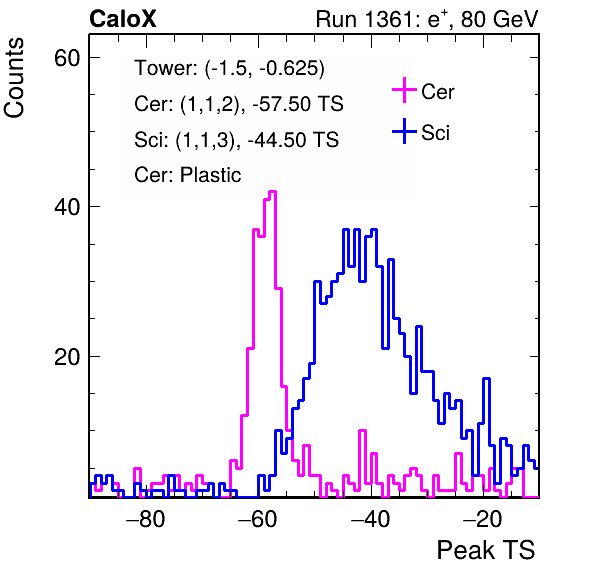 CaloX Run 1361: e⁺, 80 GeV
Counts
60
40
20
Tower: (-1.5, -0.625)
Cer: (1,1,2), -57.50 TS
Sci: (1,1,3), -44.50 TS
Cer: Plastic
Cer
Sci
−80 −60 −40 −20
Peak TS